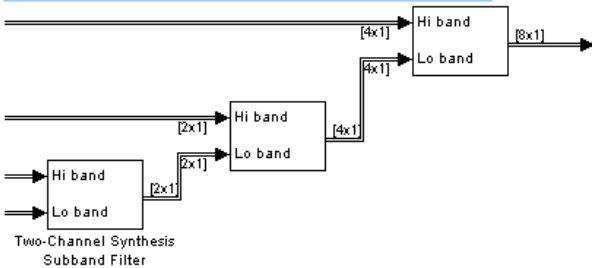 Hi band
[4x1]
[8x1]
4x1]
Lo band
Hi band
[2x1]
[4x1]
2x1]
Lo band
Hi band
[2x1]
Lo band
Two-Channel Synthesis
Subband Filter